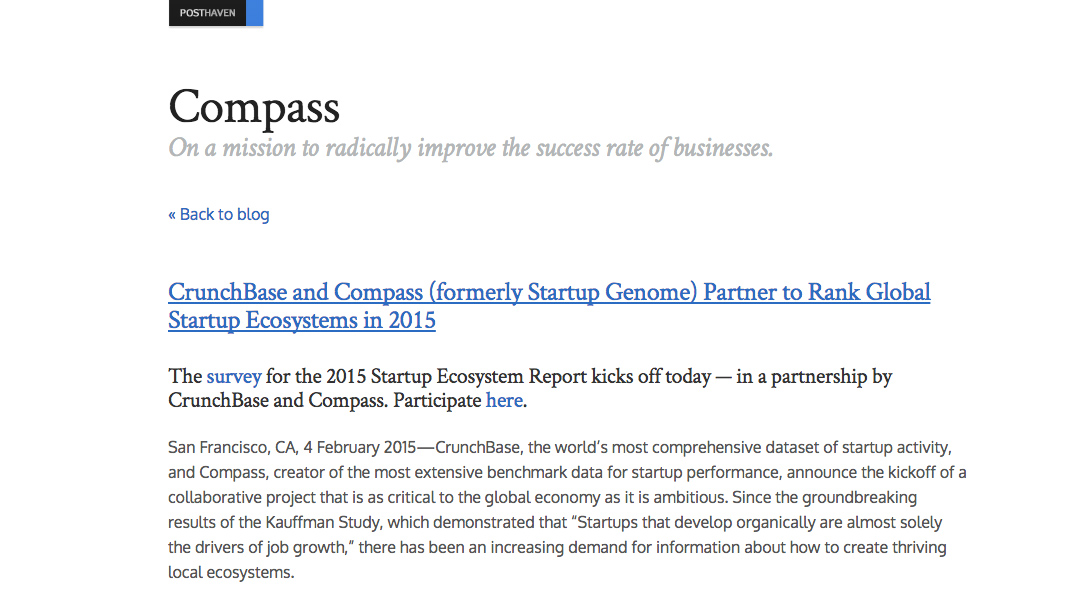 POSTHAVEN
Compass
On a mission to radically improve the success rate of businesses.
« Back to blog
CrunchBase and Compass (formerly Startup Genome) Partner to Rank Global
Startup Ecosystems in 2015
The survey for the 2015 Startup Ecosystem Report kicks off today — in a partnership by
CrunchBase and Compass. Participate here.
San Francisco, CA, 4 February 2015—CrunchBase, the world’s most comprehensive dataset of startup activity,
and Compass, creator of the most extensive benchmark data for startup performance, announce the kickoff of a
collaborative project that is as critical to the global economy as it is ambitious. Since the groundbreaking
results of the Kauffman Study, which demonstrated that “Startups that develop organically are almost solely
the drivers of job growth,” there has been an increasing demand for information about how to create thriving
local ecosystems.